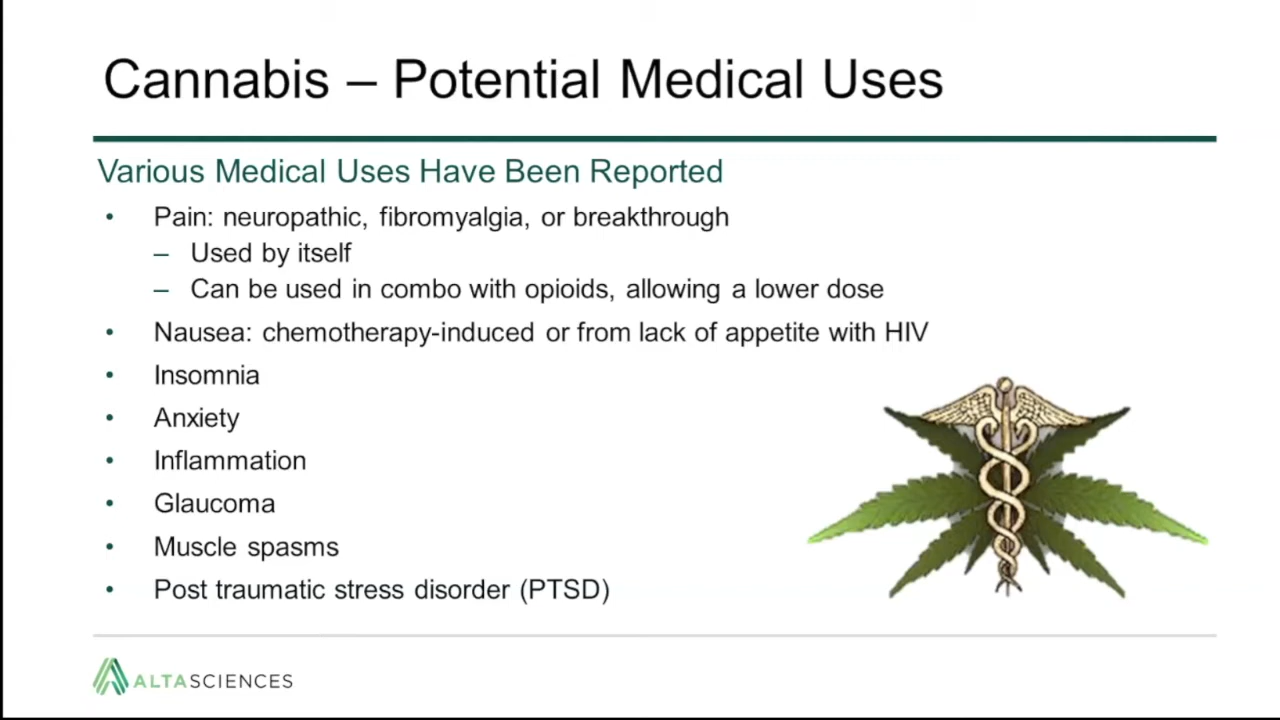 Cannabis – Potential Medical Uses
Various Medical Uses Have Been Reported
• Pain: neuropathic, fibromyalgia, or breakthrough
– Used by itself
– Can be used in combo with opioids, allowing a lower dose
• Nausea: chemotherapy-induced or from lack of appetite with HIV
• Insomnia
• Anxiety
• Inflammation
• Glaucoma
• Muscle spasms
• Post traumatic stress disorder (PTSD)
ALTASCIENCES